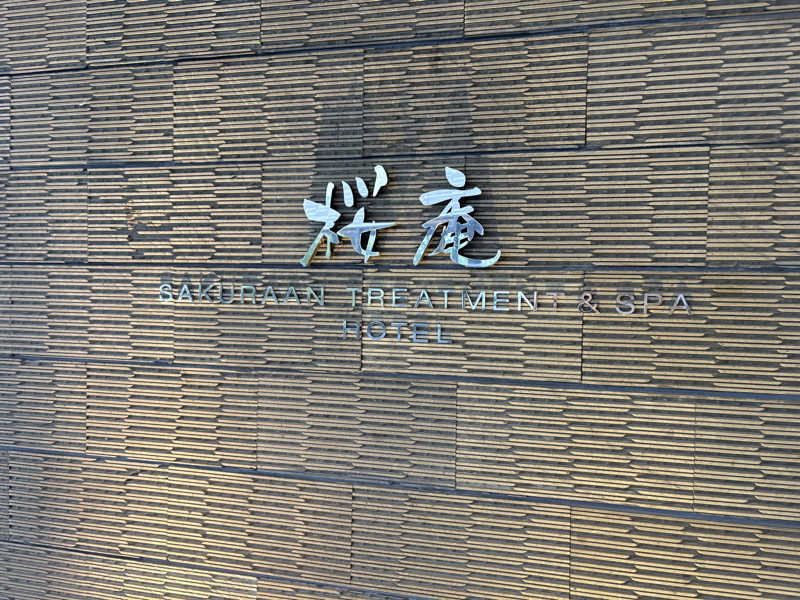 桜庵
SAKURAAN TREATMENT & SPA
HOTEL